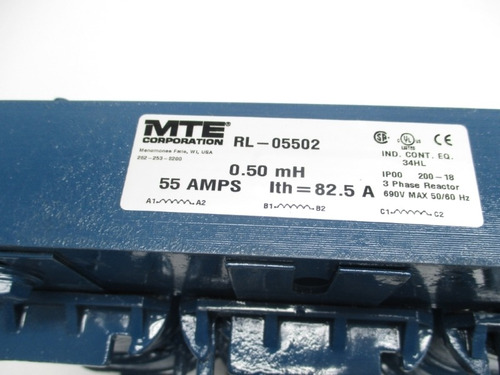 MTE RL-05502
CORPORATION
Menomonee Falls, WI, USA
262-253-8200
IND. CONT. EQ.
34HL
0.50 mH
55 AMPS Ith=82.5 A
IP00 200-18
3 Phase Reactor
690V MAX 50/60 Hz
A1 A2 B1 B2 C1 C2